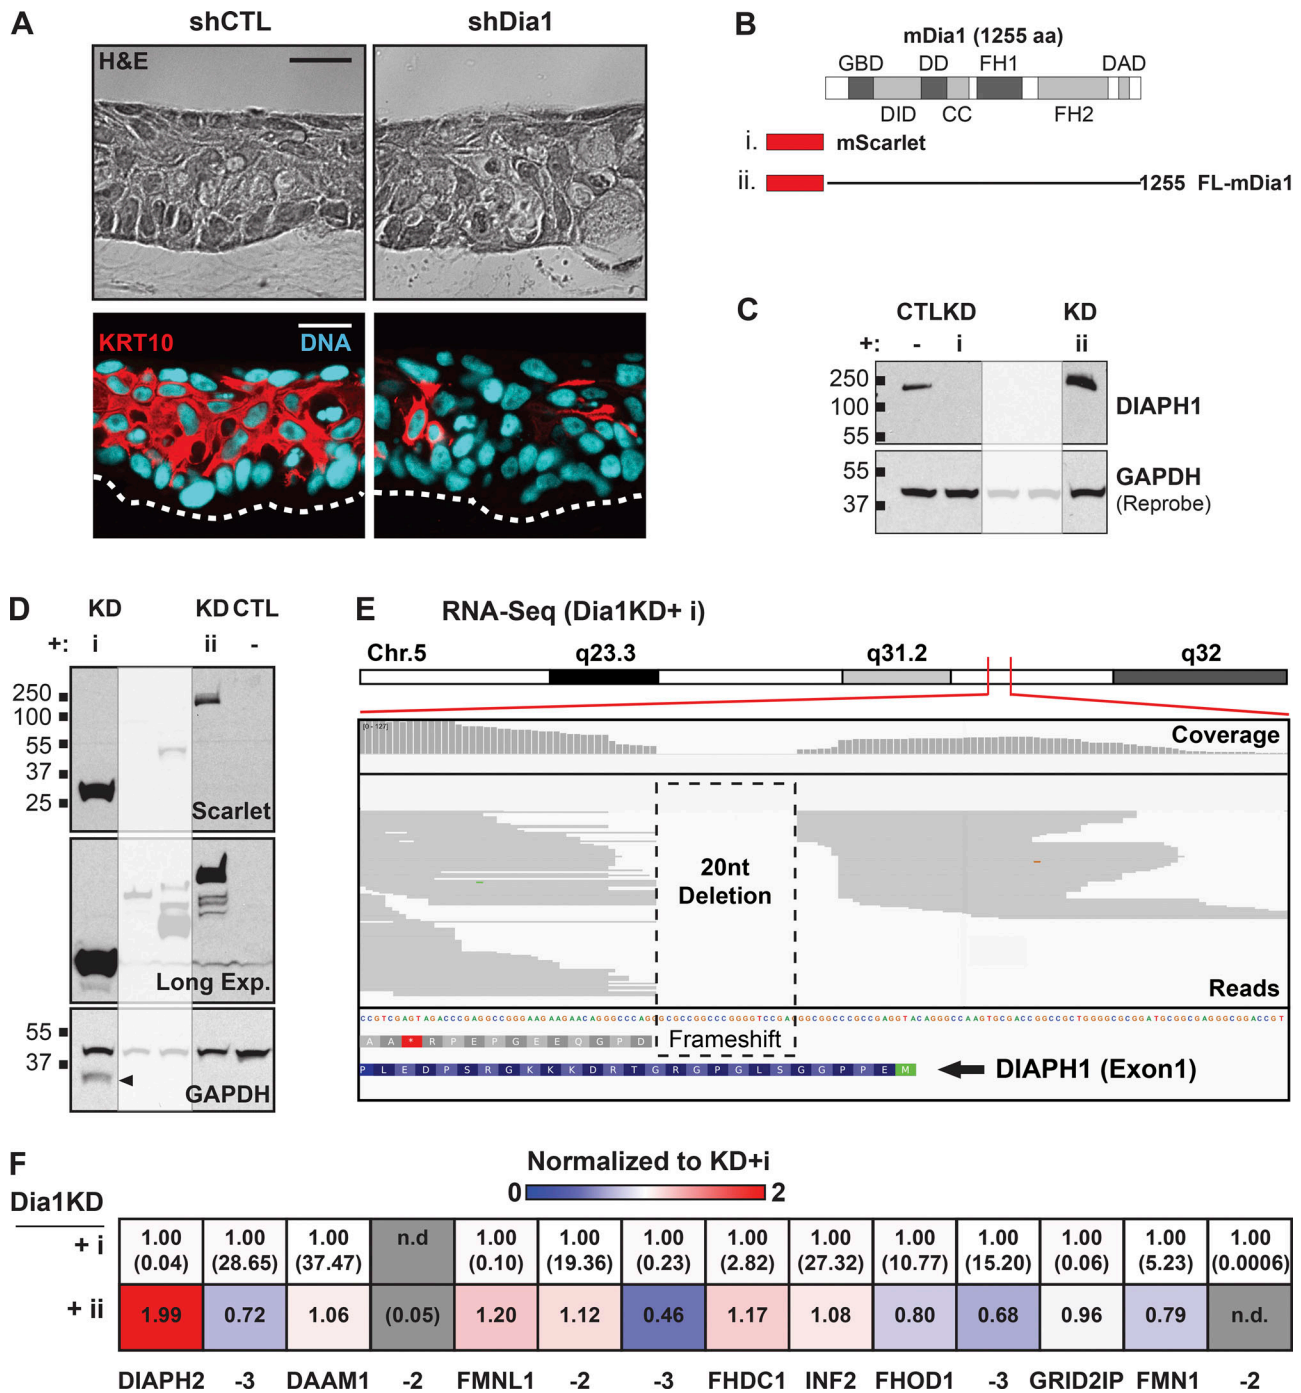 A
shCTL
shDia1
H&E
KRT10
DNA
B
mDia1 (1255 aa)
GBD
DD
FH1
DAD
DID
CC
FH2
i.
mScarlet
ii.
1255 FL-mDia1
C
CTL KD
KD
+:
-
i
ii
250
100
55
DIAPH1
55
37
GAPDH
(Reprobe)
D
KD
KD CTL
+:
i
ii
-
250
100
55
37
25
Scarlet
Long Exp.
55
37
GAPDH
E
RNA-Seq (Dia1KD+ i)
Chr.5
q23.3
q31.2
q32
[0 - 127]
Coverage
20nt
Deletion
Reads
CCGTCGAGTAGACCCGAGGCCGGGAAGAAGAACAGGGCCCAGGGCGCCGGCCCGGGGTCCGAGGGCGGCCCGCCGAGGTACAGGGCCAAGTGCGACCGGCCGCTGGGGCGCGGATGCGGCGAGGGCGGACCGT
A A * R P E P G E E Q G P D
Frameshift
P L E D P S R G K K K D R T G R G P G L S G G P P E M
DIAPH1 (Exon1)
F
Normalized to KD+i
0
2
Dia1KD
+ i
1.00 1.00 1.00 n.d 1.00 1.00 1.00 1.00 1.00 1.00 1.00 1.00 1.00 1.00
(0.04) (28.65) (37.47) (0.10) (19.36) (0.23) (2.82) (27.32) (10.77) (15.20) (0.06) (5.23) (0.0006)
+ ii
1.99 0.72 1.06 (0.05) 1.20 1.12 0.46 1.17 1.08 0.80 0.68 0.96 0.79 n.d.
DIAPH2 -3 DAAM1 -2 FMNL1 -2 -3 FHDC1 INF2 FHOD1 -3 GRID2IP FMN1 -2